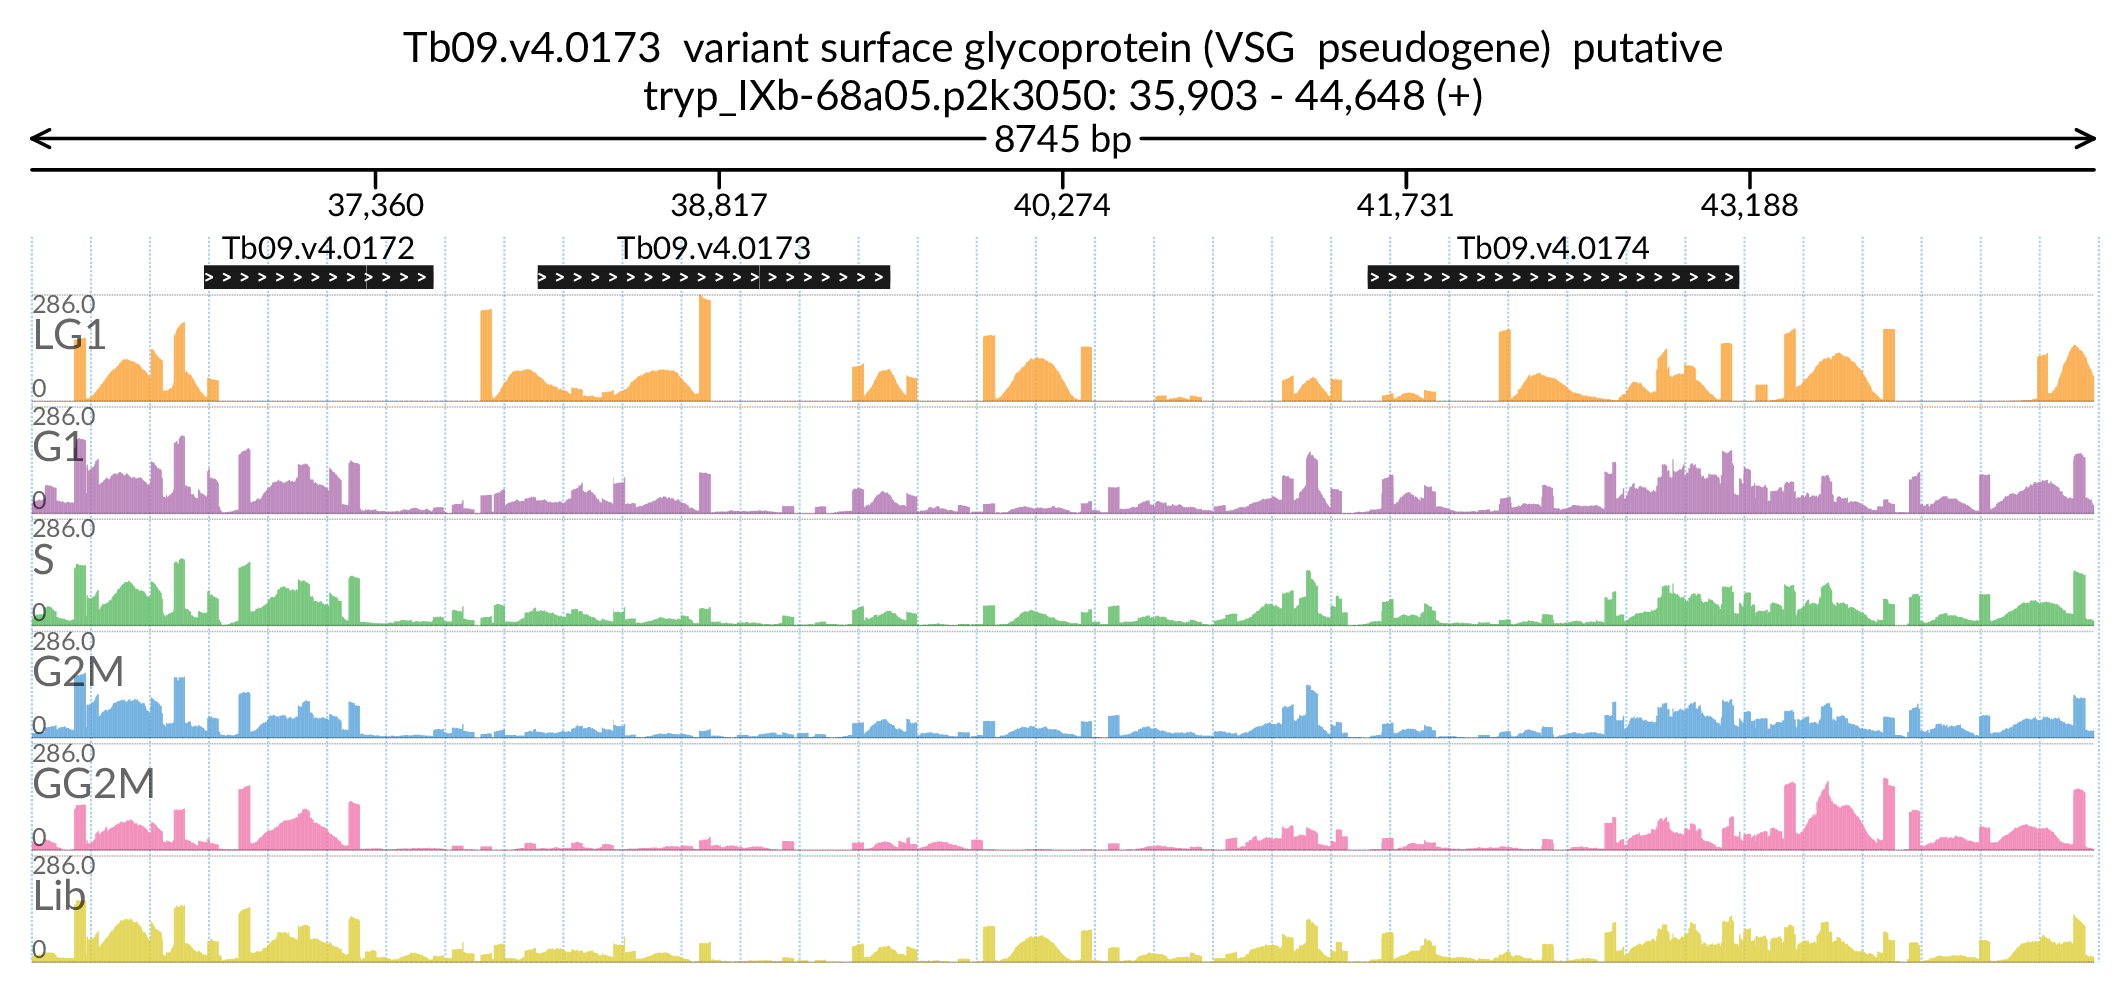 Tb09.v4.0173  variant surface glycoprotein (VSG  pseudogene)  putative
tryp_IXb-68a05.p2k3050: 35,903 - 44,648 (+)
8745 bp
37,360 38,817 40,274 41,731 43,188
Tb09.v4.0172 Tb09.v4.0173 Tb09.v4.0174
286.0
LG1
0
286.0
G1
0
286.0
S
0
286.0
G2M
0
286.0
GG2M
0
286.0
Lib
0